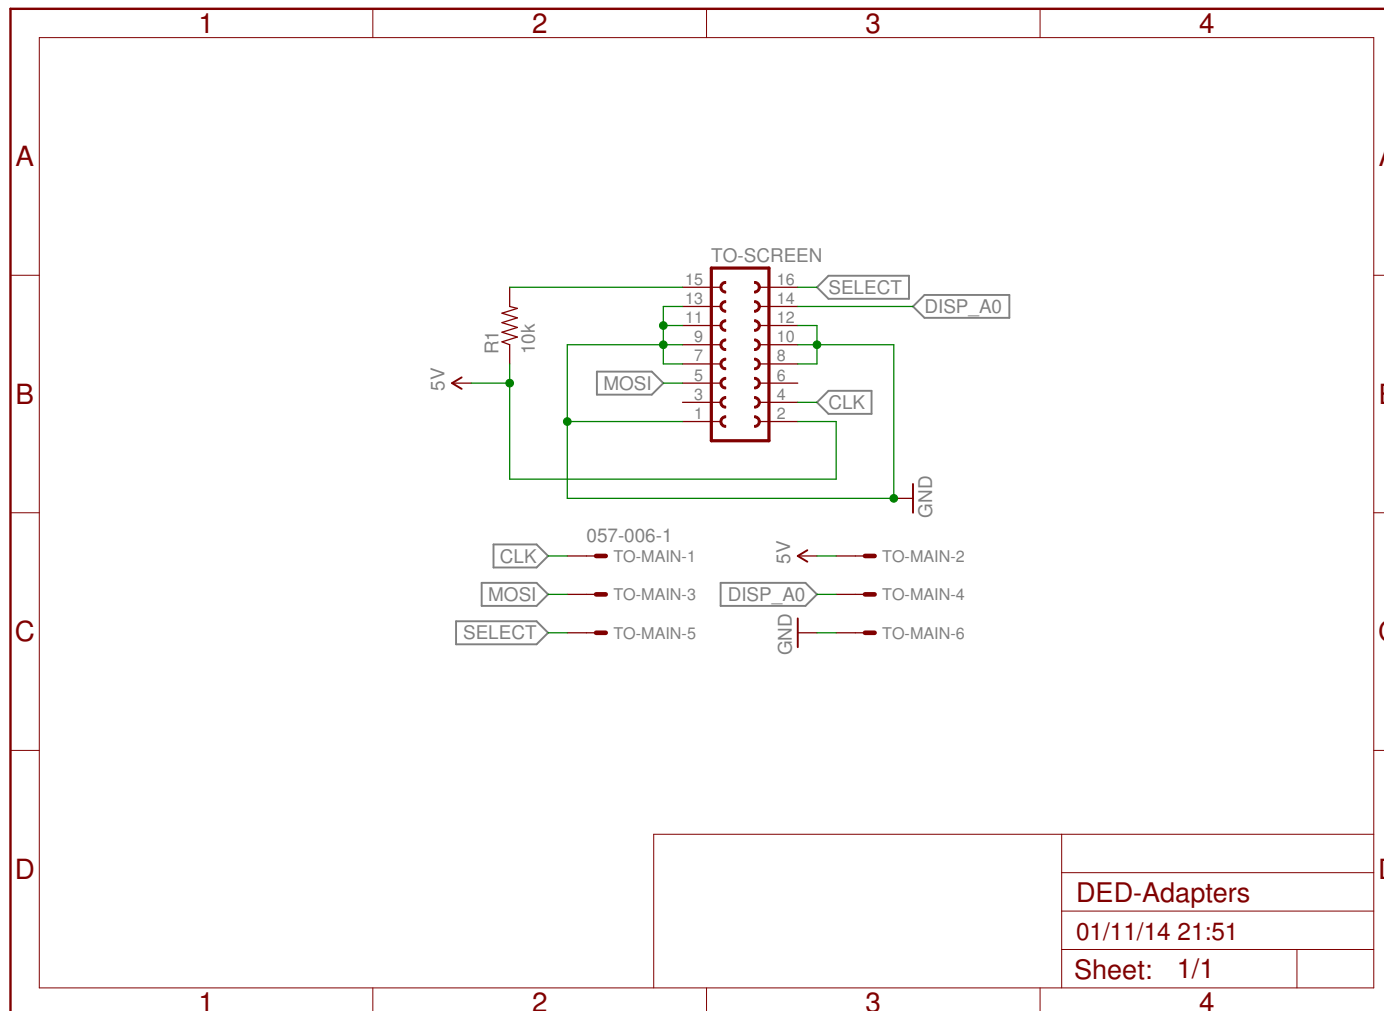 1 2 3 4
A A
TO-SCREEN
15 16 SELECT
13 14 DISP_A0
11 12
9 10
7 8
R1
10k
5V
MOSI 5 6
3 4 CLK
1 2
B B
GND
057-006-1
CLK TO-MAIN-1 5V TO-MAIN-2
MOSI TO-MAIN-3 DISP_A0 TO-MAIN-4
C SELECT TO-MAIN-5 GND TO-MAIN-6 C
D D
DED-Adapters
01/11/14 21:51
Sheet: 1/1
1 2 3 4